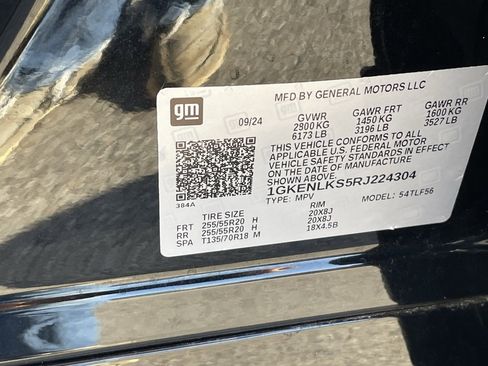 gm
MFD BY GENERAL MOTORS LLC
09/24 GVWR GAWR FRT GAWR RR
2800 KG 1450 KG 1600 KG
6173 LB 3196 LB 3527 LB
THIS VEHICLE CONFORMS TO ALL
APPLICABLE U.S. FEDERAL MOTOR
VEHICLE SAFETY STANDARDS IN EFFECT
ON THE DATE OF MANUFACTURE
SHOWN ABOVE.
1GKENLKS5RJ224304
384A TYPE: MPV MODEL: 54TLF56
TIRE SIZE RIM
FRT 255/55R20 H 20X8J
RR 255/55R20 H 20X8J
SPA T135/70R18 M 18X4.5B